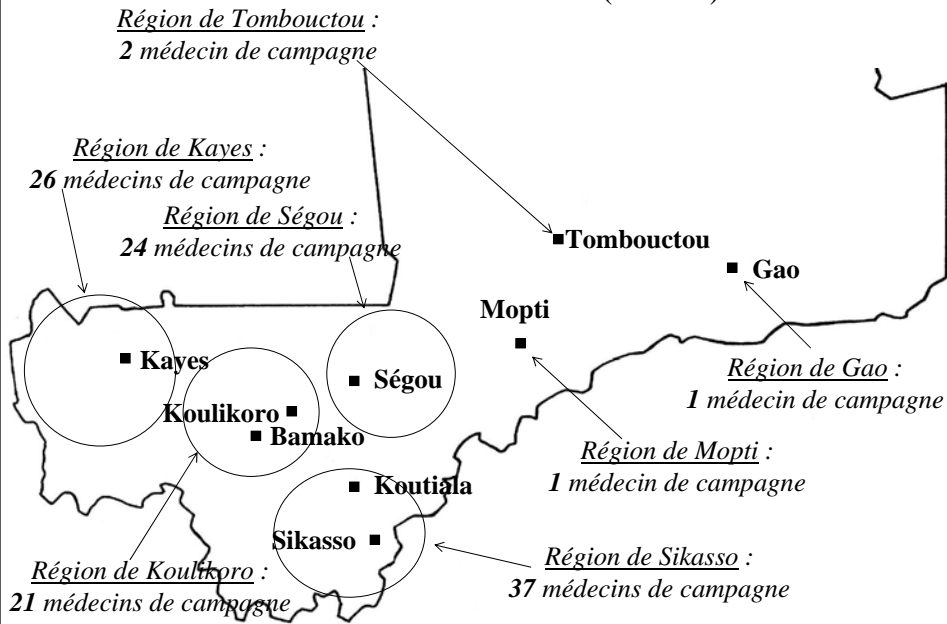 Région de Tombouctou :
2 médecin de campagne
Région de Kayes :
26 médecins de campagne
Région de Ségou :
24 médecins de campagne
Tombouctou
Gao
Mopti
Kayes
Ségou
Koulikoro
Bamako
Région de Gao :
1 médecin de campagne
Région de Mopti :
1 médecin de campagne
Koutiala
Sikasso
Région de Koulikoro :
21 médecins de campagne
Région de Sikasso :
37 médecins de campagne